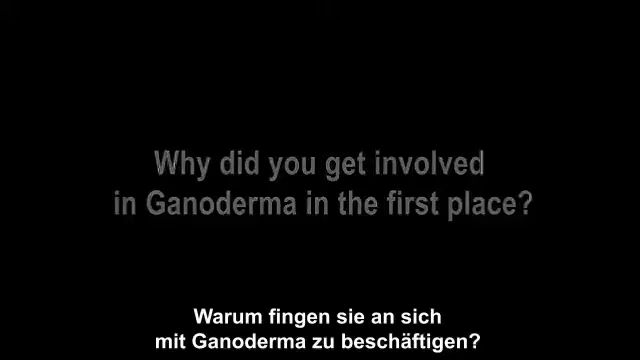 Why did you get involved
in Ganoderma in the first place?
Warum fingen sie an sich
mit Ganoderma zu beschäftigen?